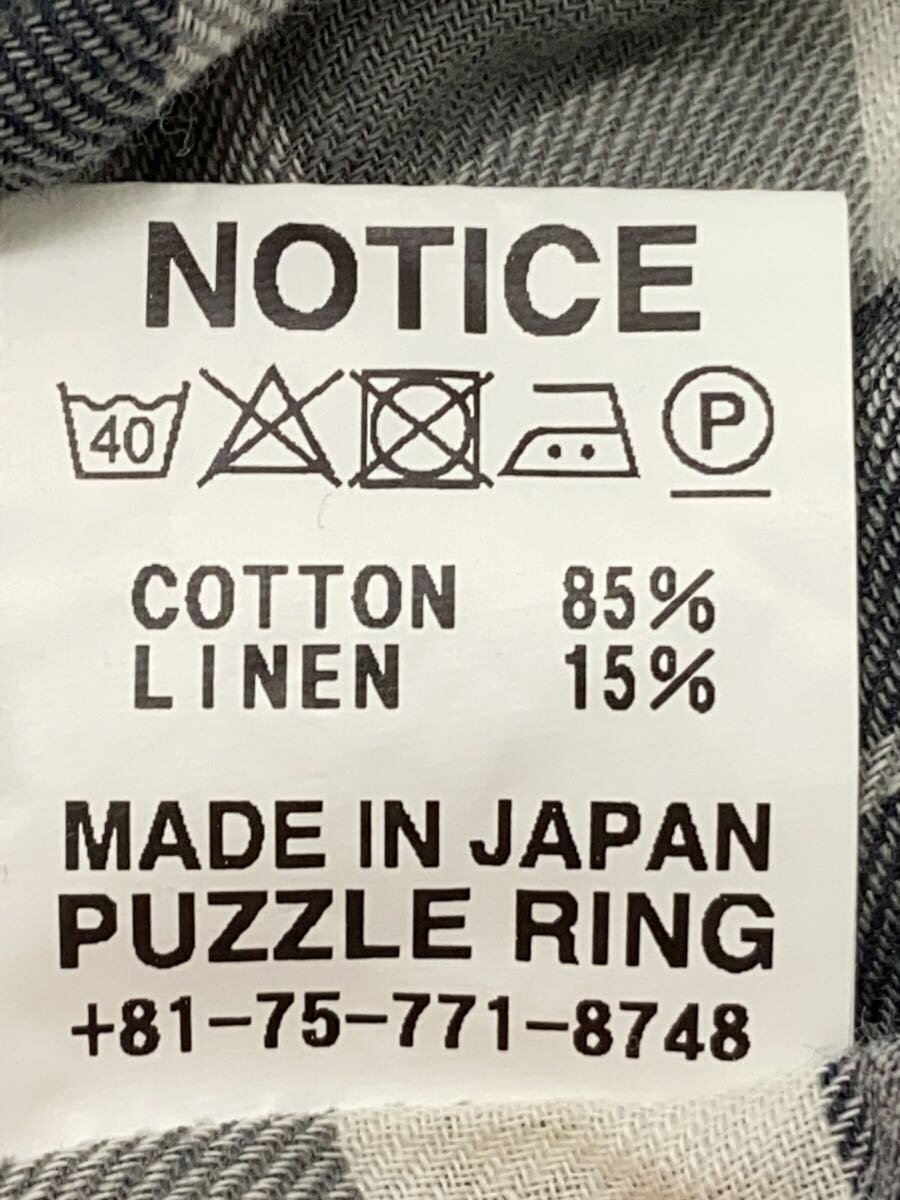 NOTICE
40 P
COTTON 85%
LINEN 15%
MADE IN JAPAN
PUZZLE RING
+81-75-771-8748